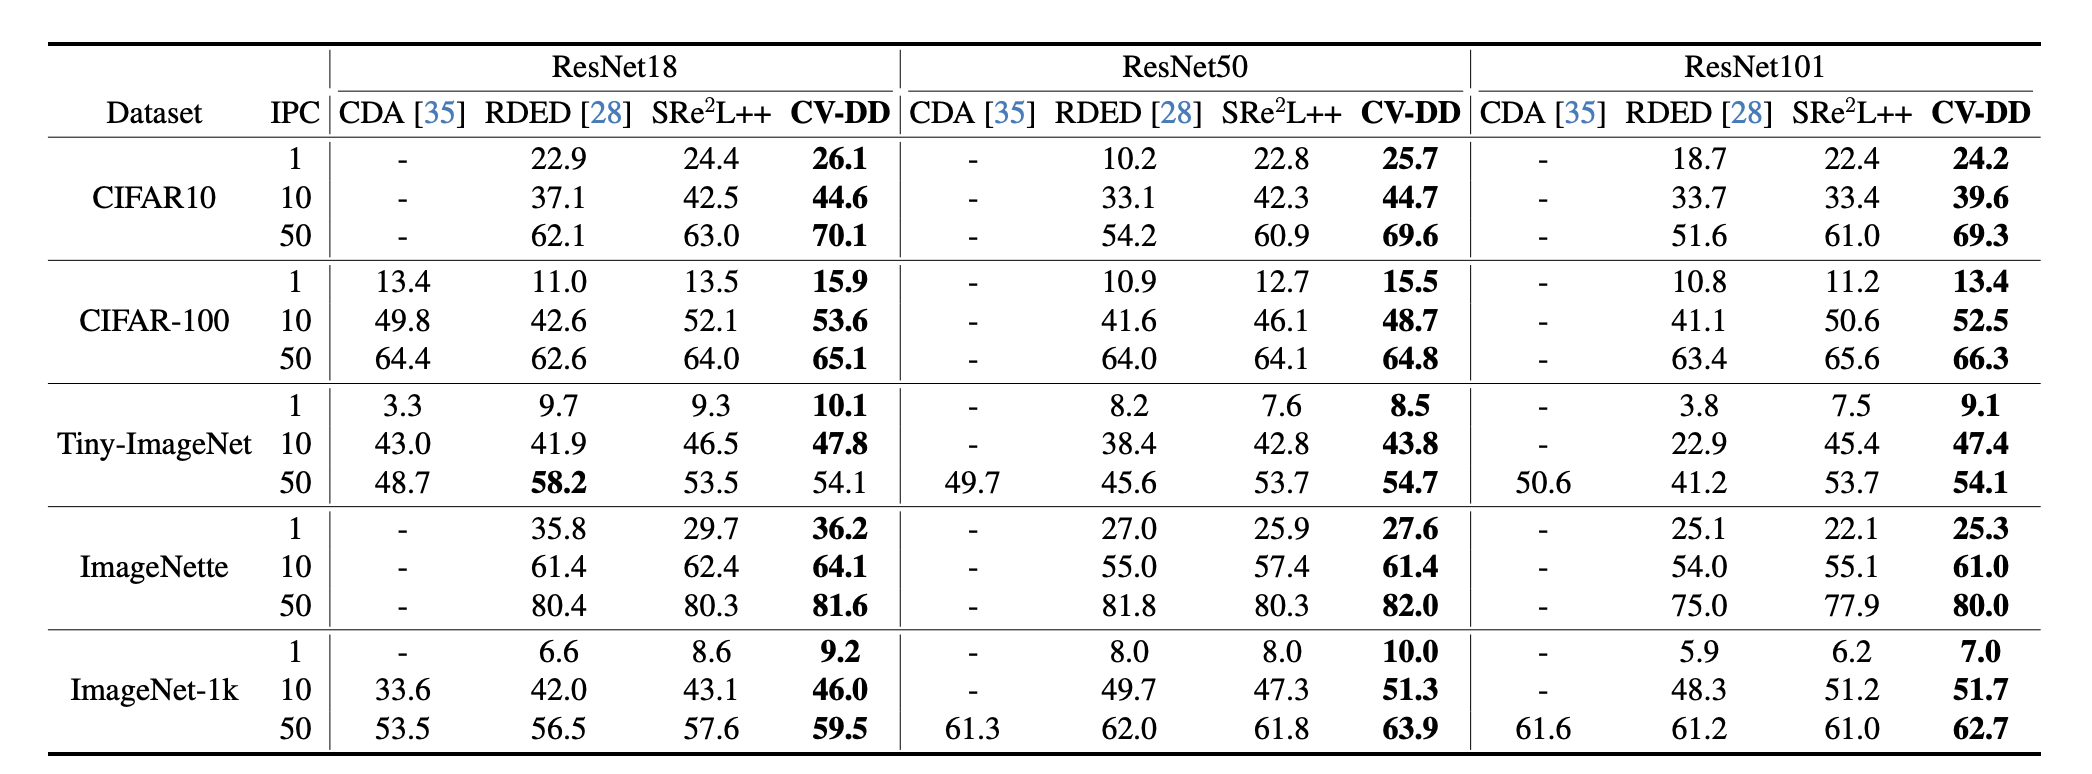 ResNet18 ResNet50 ResNet101
Dataset IPC CDA [35] RDED [28] SRe²L++ CV-DD CDA [35] RDED [28] SRe²L++ CV-DD CDA [35] RDED [28] SRe²L++ CV-DD
1 - 22.9 24.4 26.1 - 10.2 22.8 25.7 - 18.7 22.4 24.2
CIFAR10 10 - 37.1 42.5 44.6 - 33.1 42.3 44.7 - 33.7 33.4 39.6
50 - 62.1 63.0 70.1 - 54.2 60.9 69.6 - 51.6 61.0 69.3
1 13.4 11.0 13.5 15.9 - 10.9 12.7 15.5 - 10.8 11.2 13.4
CIFAR-100 10 49.8 42.6 52.1 53.6 - 41.6 46.1 48.7 - 41.1 50.6 52.5
50 64.4 62.6 64.0 65.1 - 64.0 64.1 64.8 - 63.4 65.6 66.3
1 3.3 9.7 9.3 10.1 - 8.2 7.6 8.5 - 3.8 7.5 9.1
Tiny-ImageNet 10 43.0 41.9 46.5 47.8 - 38.4 42.8 43.8 - 22.9 45.4 47.4
50 48.7 58.2 53.5 54.1 49.7 45.6 53.7 54.7 50.6 41.2 53.7 54.1
1 - 35.8 29.7 36.2 - 27.0 25.9 27.6 - 25.1 22.1 25.3
ImageNette 10 - 61.4 62.4 64.1 - 55.0 57.4 61.4 - 54.0 55.1 61.0
50 - 80.4 80.3 81.6 - 81.8 80.3 82.0 - 75.0 77.9 80.0
1 - 6.6 8.6 9.2 - 8.0 8.0 10.0 - 5.9 6.2 7.0
ImageNet-1k 10 33.6 42.0 43.1 46.0 - 49.7 47.3 51.3 - 48.3 51.2 51.7
50 53.5 56.5 57.6 59.5 61.3 62.0 61.8 63.9 61.6 61.2 61.0 62.7